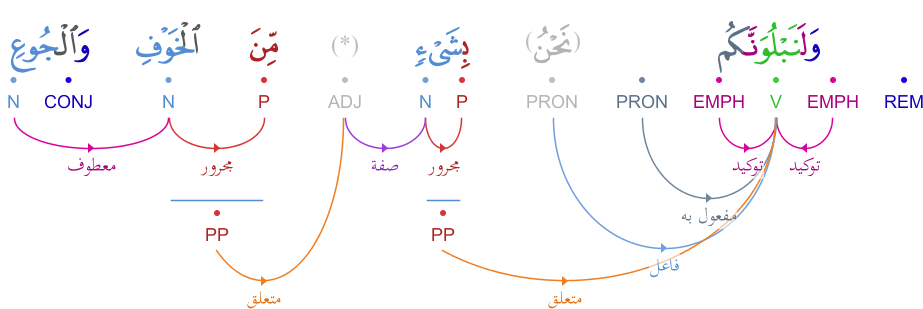 وَلَنَبْلُوَنَّكُم (نَحْنُ) بِشَىْءٍ (*) مِّنَ ٱلْخَوْفِ وَٱلْجُوعِ
N CONJ N P ADJ N P PRON PRON EMPH V EMPH REM
معطوف مجرور صفة مجرور توكيد توكيد
مفعول به
PP PP
فاعل
متعلق متعلق